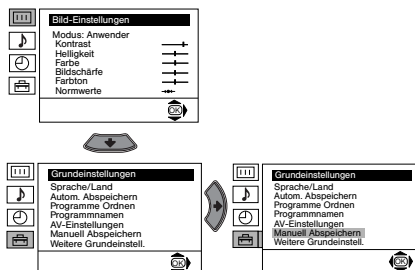 Bild-Einstellungen
Modus: Anwender
Kontrast
Helligkeit
Farbe
Bildschärfe
Farbton
Normwerte
OK
Grundeinstellungen
Sprache/Land
Autom. Abspeichern
Programme Ordnen
Programmnamen
AV-Einstellungen
Manuell Abspeichern
Weitere Grundeinstell.
OK
Grundeinstellungen
Sprache/Land
Autom. Abspeichern
Programme Ordnen
Programmnamen
AV-Einstellungen
Manuell Abspeichern
Weitere Grundeinstell.
OK